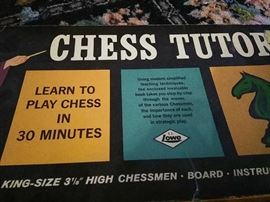 CHESS TUTOR
LEARN TO
PLAY CHESS
IN
30 MINUTES
Using modern simplified
teaching techniques,
the enclosed invaluable
book takes you step by step
through the moves
of the various Chessmen,
the importance of each,
and how they are used
in strategic play.
Lowe
KING-SIZE 3⅛" HIGH CHESSMEN · BOARD · INSTRU